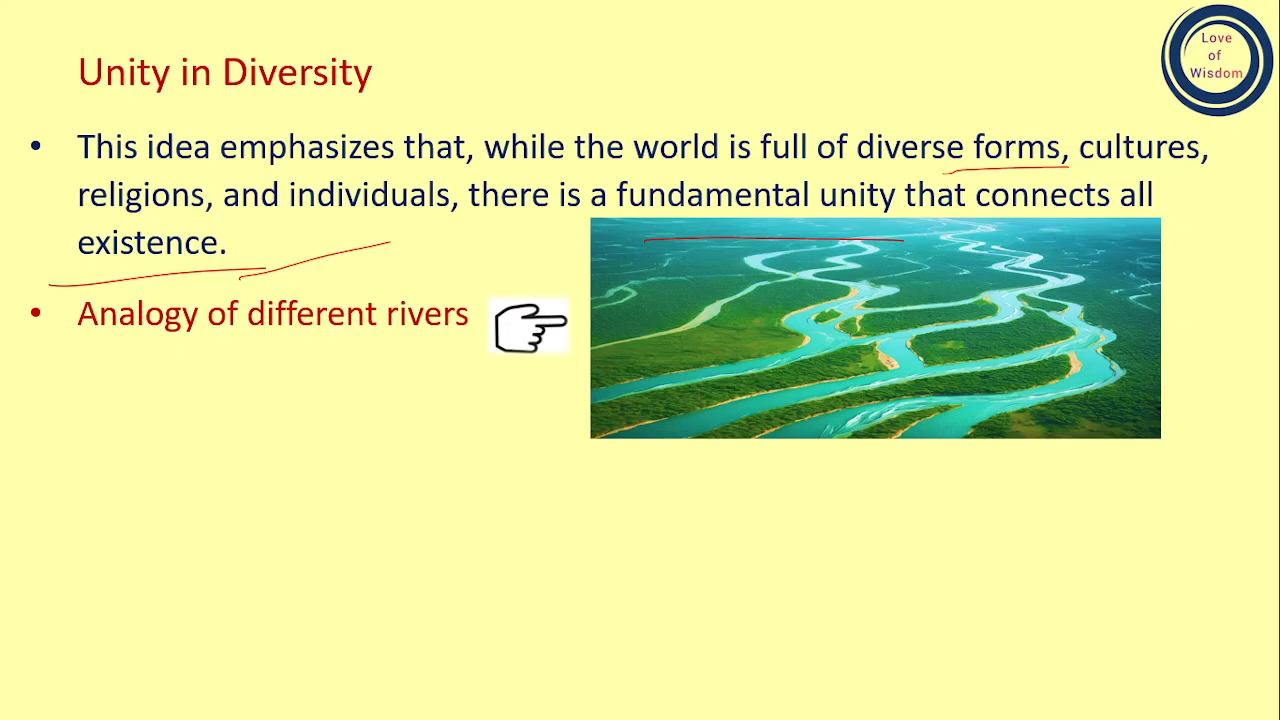 Love
of
Wisdom
Unity in Diversity
• This idea emphasizes that, while the world is full of diverse forms, cultures,
religions, and individuals, there is a fundamental unity that connects all
existence.
• Analogy of different rivers